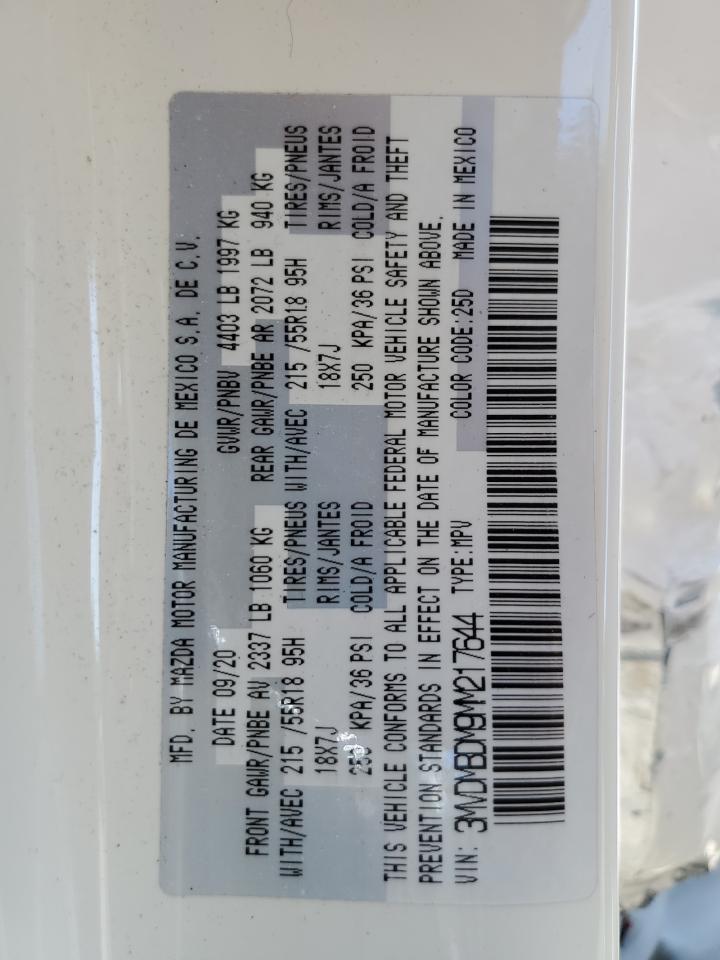 MFD. BY MAZDA MOTOR MANUFACTURING DE MEXICO S.A. DE C.V.
DATE 09/20 GVWR/PNBV 4403 LB 1997 KG
FRONT GAWR/PNBE AV 2337 LB 1060 KG REAR GAWR/PNBE AR 2072 LB 940 KG
WITH/AVEC 215 /55R18 95H TIRES/PNEUS WITH/AVEC 215 /55R18 95H TIRES/PNEUS
18X7J RIMS/JANTES 18X7J RIMS/JANTES
250 KPA/36 PSI COLD/A FROID 250 KPA/36 PSI COLD/A FROID
THIS VEHICLE CONFORMS TO ALL APPLICABLE FEDERAL MOTOR VEHICLE SAFETY AND THEFT
PREVENTION STANDARDS IN EFFECT ON THE DATE OF MANUFACTURE SHOWN ABOVE.
VIN: 3MVDMBDM9MM217644 TYPE:MPV COLOR CODE:25D MADE IN MEXICO